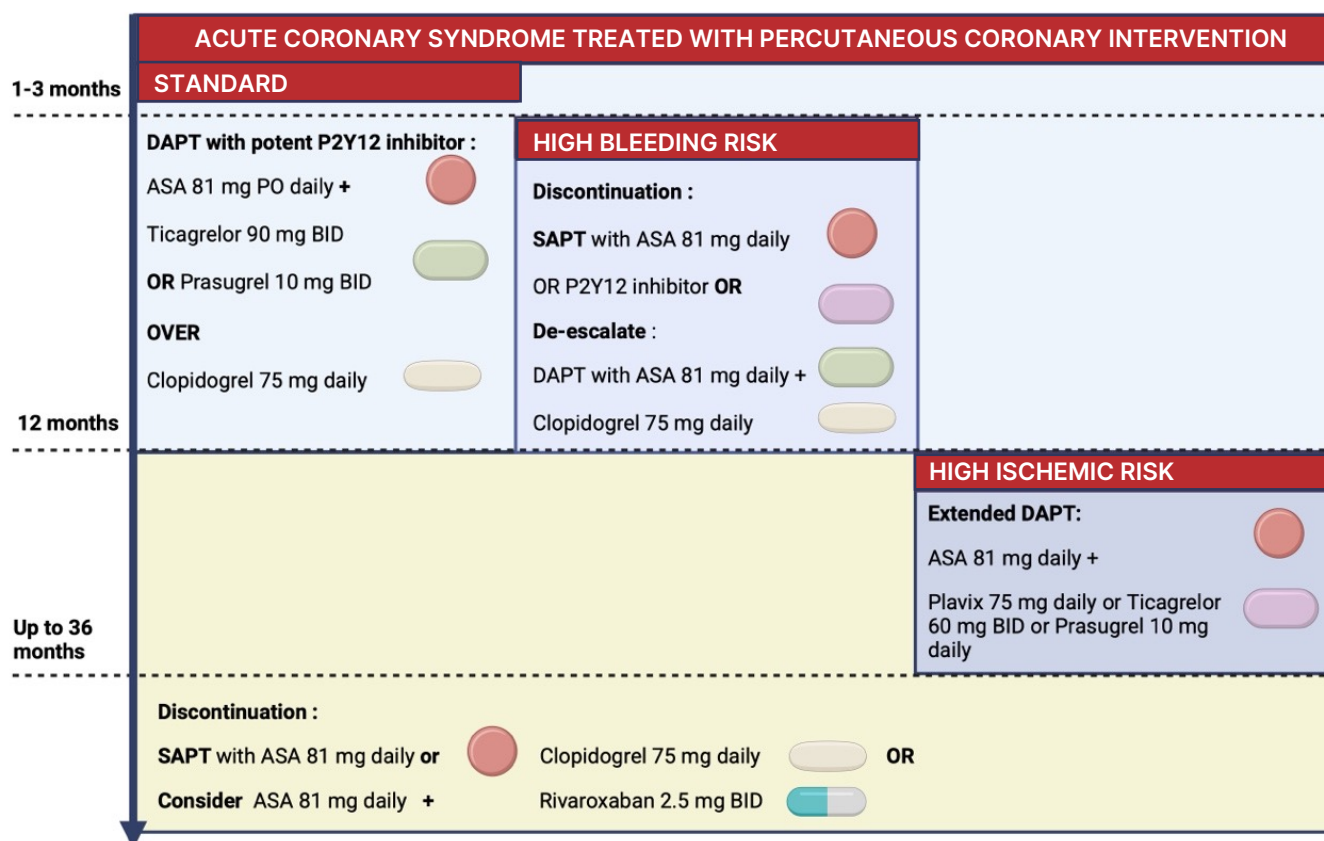 ACUTE CORONARY SYNDROME TREATED WITH PERCUTANEOUS CORONARY INTERVENTION
1-3 months
STANDARD
DAPT with potent P2Y12 inhibitor :
ASA 81 mg PO daily +
Ticagrelor 90 mg BID
OR Prasugrel 10 mg BID
OVER
Clopidogrel 75 mg daily
HIGH BLEEDING RISK
Discontinuation :
SAPT with ASA 81 mg daily
OR P2Y12 inhibitor OR
De-escalate :
DAPT with ASA 81 mg daily +
Clopidogrel 75 mg daily
12 months
HIGH ISCHEMIC RISK
Extended DAPT:
ASA 81 mg daily +
Plavix 75 mg daily or Ticagrelor
60 mg BID or Prasugrel 10 mg
daily
Up to 36
months
Discontinuation :
SAPT with ASA 81 mg daily or Clopidogrel 75 mg daily OR
Consider ASA 81 mg daily + Rivaroxaban 2.5 mg BID